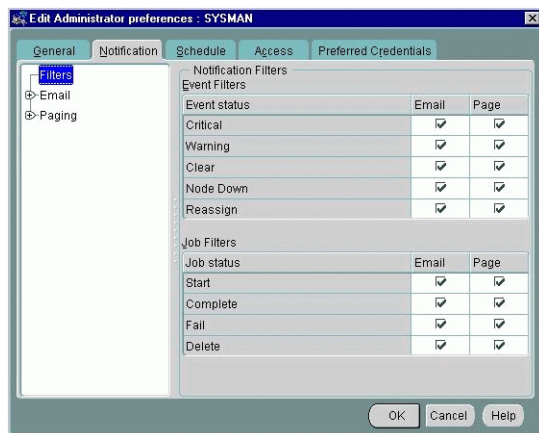 Edit Administrator preferences : SYSMAN
General Notification Schedule Access Preferred Credentials
Filters
Email
Paging
Notification Filters
Event Filters
Event status Email Page
Critical
Warning
Clear
Node Down
Reassign
Job Filters
Job status Email Page
Start
Complete
Fail
Delete
OK Cancel Help